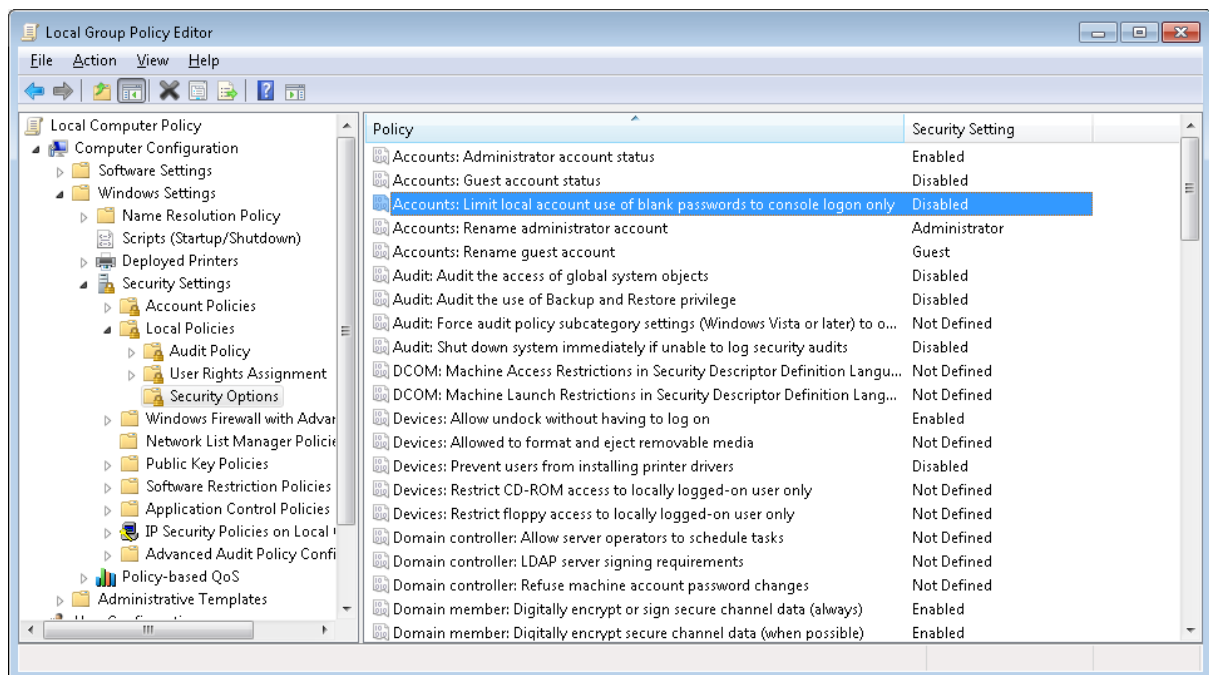 Local Group Policy Editor
File Action View Help
Local Computer Policy
Computer Configuration
Software Settings
Windows Settings
Name Resolution Policy
Scripts (Startup/Shutdown)
Deployed Printers
Security Settings
Account Policies
Local Policies
Audit Policy
User Rights Assignment
Security Options
Windows Firewall with Advar
Network List Manager Policie
Public Key Policies
Software Restriction Policies
Application Control Policies
IP Security Policies on Local
Advanced Audit Policy Confi
Policy-based QoS
Administrative Templates
Policy Security Setting
Accounts: Administrator account status Enabled
Accounts: Guest account status Disabled
Accounts: Limit local account use of blank passwords to console logon only Disabled
Accounts: Rename administrator account Administrator
Accounts: Rename guest account Guest
Audit: Audit the access of global system objects Disabled
Audit: Audit the use of Backup and Restore privilege Disabled
Audit: Force audit policy subcategory settings (Windows Vista or later) to o... Not Defined
Audit: Shut down system immediately if unable to log security audits Disabled
DCOM: Machine Access Restrictions in Security Descriptor Definition Langu... Not Defined
DCOM: Machine Launch Restrictions in Security Descriptor Definition Lang... Not Defined
Devices: Allow undock without having to log on Enabled
Devices: Allowed to format and eject removable media Not Defined
Devices: Prevent users from installing printer drivers Disabled
Devices: Restrict CD-ROM access to locally logged-on user only Not Defined
Devices: Restrict floppy access to locally logged-on user only Not Defined
Domain controller: Allow server operators to schedule tasks Not Defined
Domain controller: LDAP server signing requirements Not Defined
Domain controller: Refuse machine account password changes Not Defined
Domain member: Digitally encrypt or sign secure channel data (always) Enabled
Domain member: Digitally encrypt secure channel data (when possible) Enabled